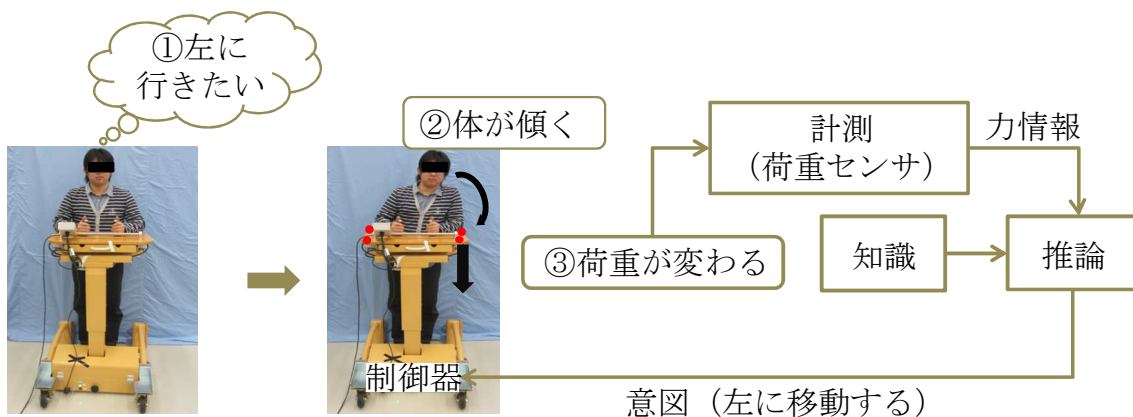 ①左に
行きたい
②体が傾く
計測
（荷重センサ）
力情報
③荷重が変わる
知識
推論
制御器
意図（左に移動する）